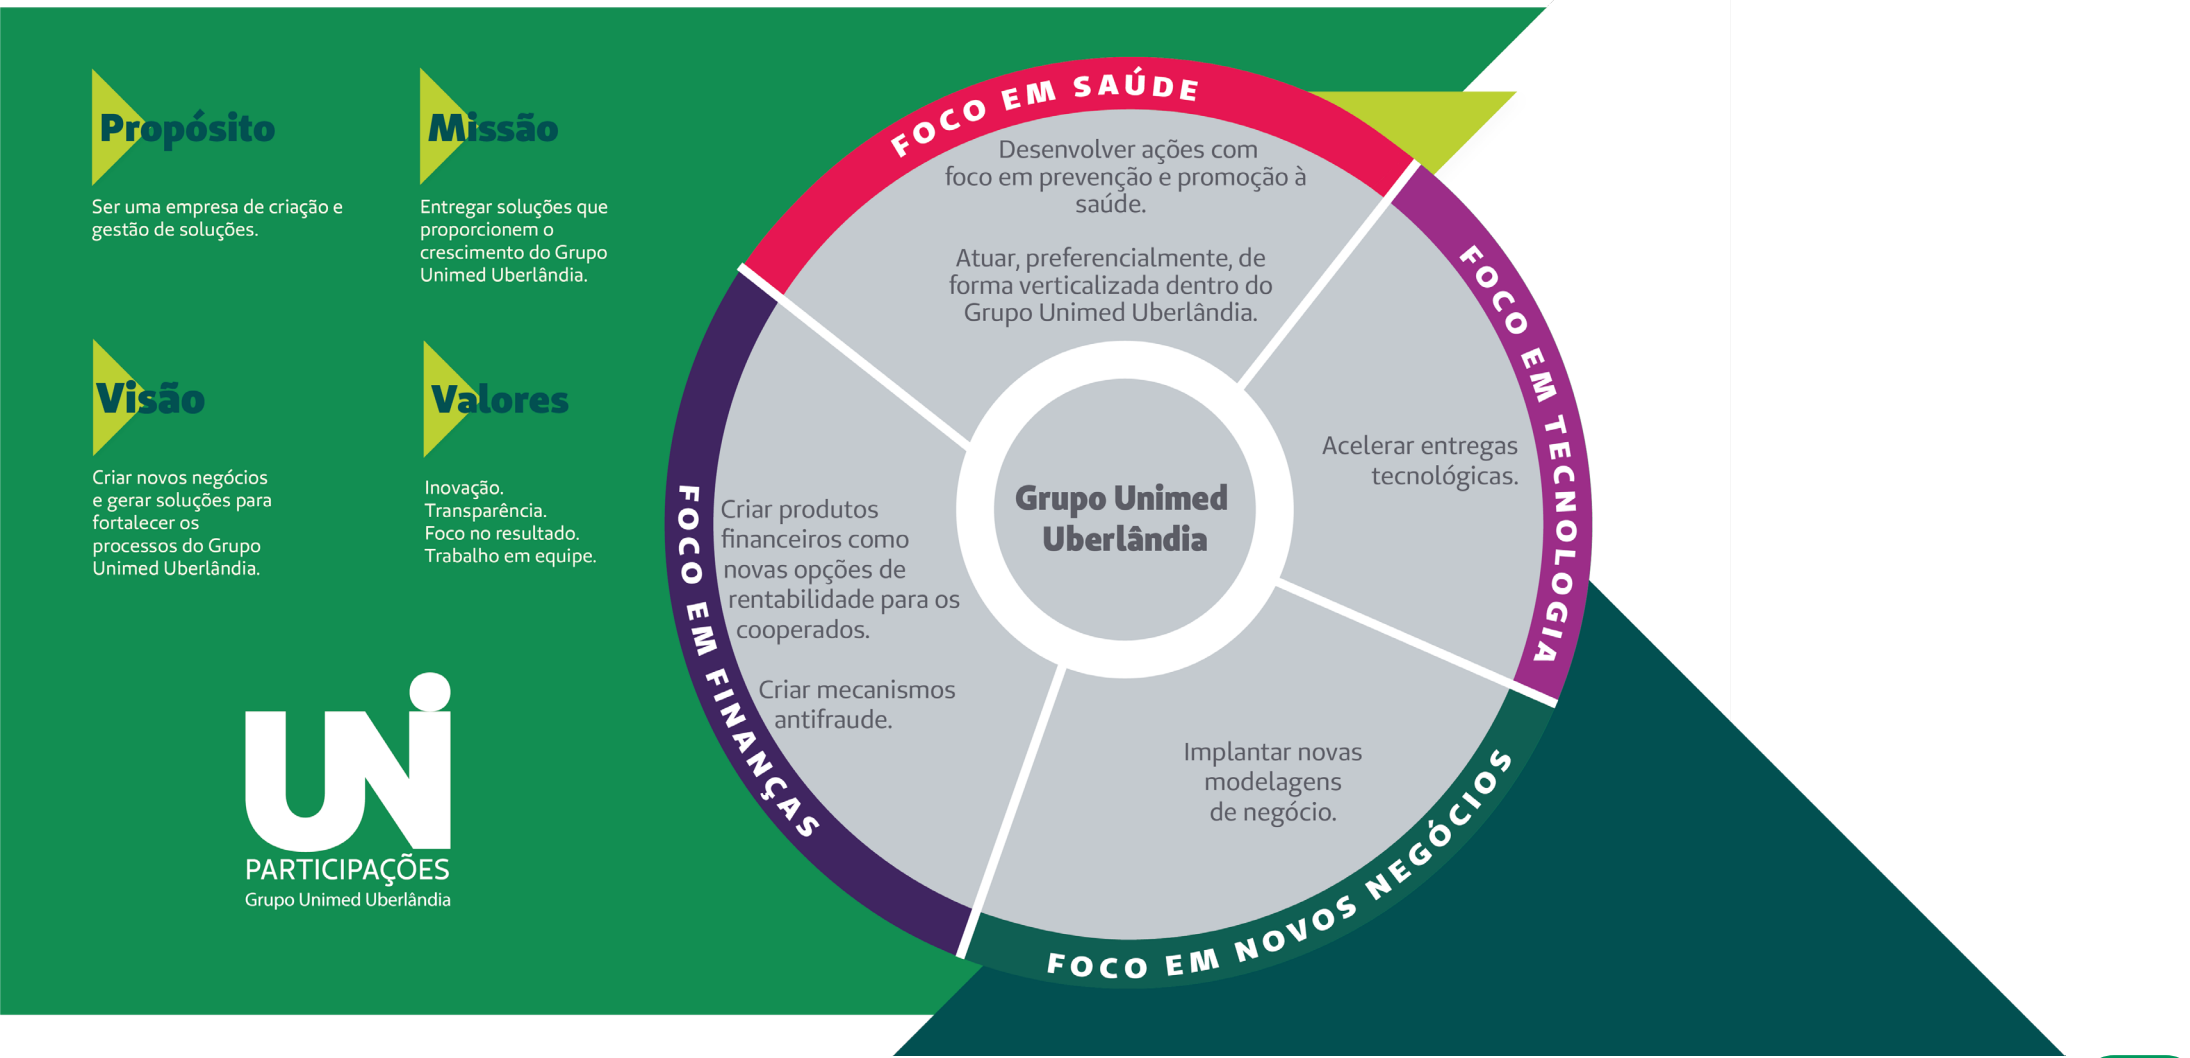 Propósito
Ser uma empresa de criação e
gestão de soluções.
Missão
Entregar soluções que
proporcionem o
crescimento do Grupo
Unimed Uberlândia.
Visão
Criar novos negócios
e gerar soluções para
fortalecer os
processos do Grupo
Unimed Uberlândia.
Valores
Inovação.
Transparência.
Foco no resultado.
Trabalho em equipe.
UNi
PARTICIPAÇÕES
Grupo Unimed Uberlândia
FOCO EM SAÚDE
Desenvolver ações com
foco em prevenção e promoção à
saúde.
Atuar, preferencialmente, de
forma verticalizada dentro do
Grupo Unimed Uberlândia.
FOCO EM TECNOLOGIA
Acelerar entregas
tecnológicas.
Grupo Unimed
Uberlândia
FOCO EM FINANÇAS
Criar produtos
financeiros como
novas opções de
rentabilidade para os
cooperados.
Criar mecanismos
antifraude.
FOCO EM NOVOS NEGÓCIOS
Implantar novas
modelagens
de negócio.